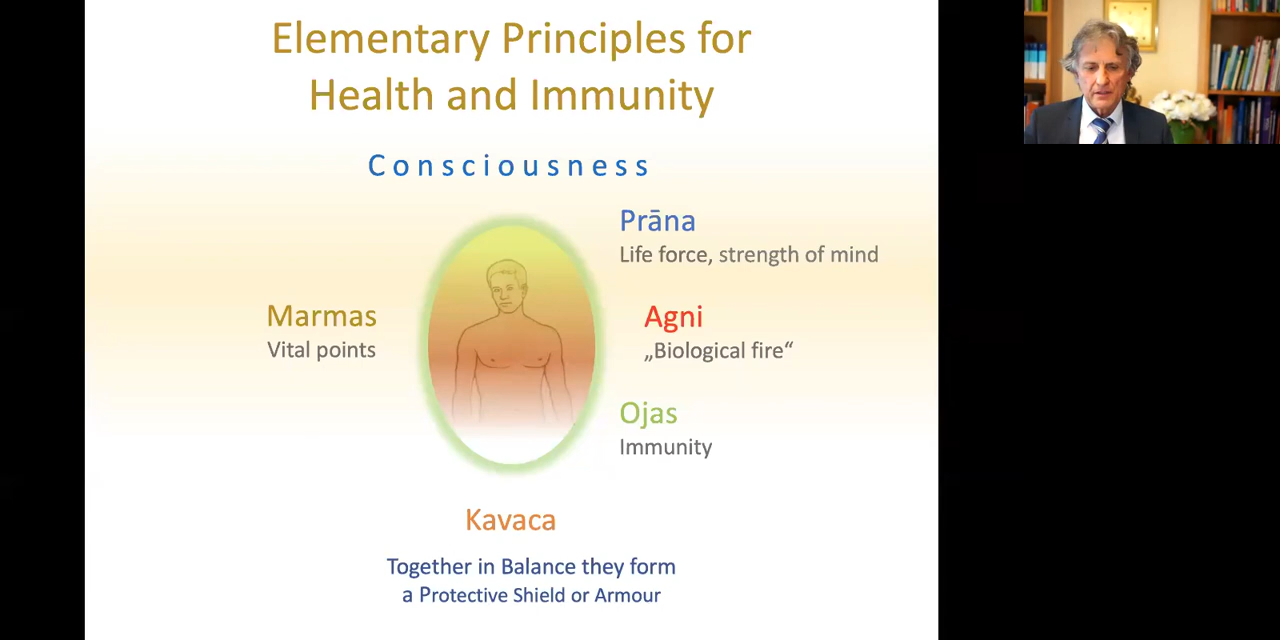 Elementary Principles for
Health and Immunity
Consciousness
Prāna
Life force, strength of mind
Marmas
Vital points
Agni
„Biological fire“
Ojas
Immunity
Kavaca
Together in Balance they form
a Protective Shield or Armour